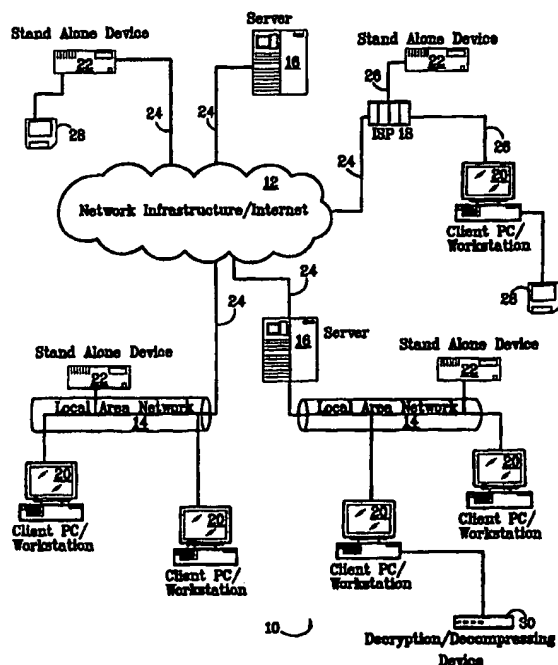 Server
Stand Alone Device
22
16
Stand Alone Device
22
28
24
24
26
ISP 18
24
26
12
Network Infrastructure/Internet
20
Client PC/
Workstation
28
24
24
16
Server
Stand Alone Device
22
Stand Alone Device
22
Local Area Network
14
Local Area Network
14
20
Client PC/
Workstation
20
Client PC/
Workstation
20
Client PC/
Workstation
20
Client PC/
Workstation
10
30
Decryption/Decompressing
Device